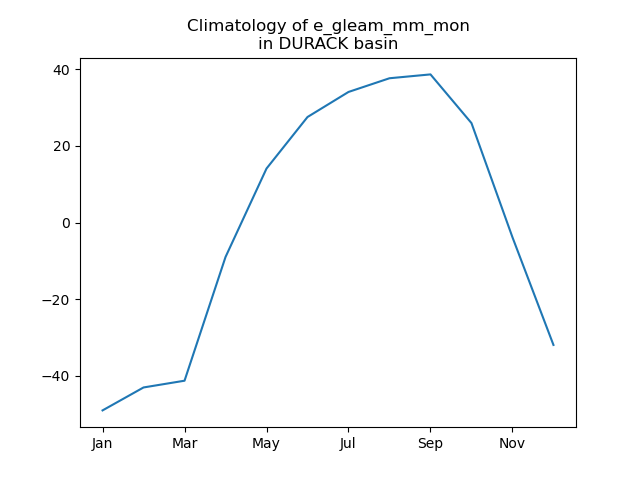 Climatology of e_gleam_mm_mon
in DURACK basin
40
20
0
−20
−40
Jan
Mar
May
Jul
Sep
Nov